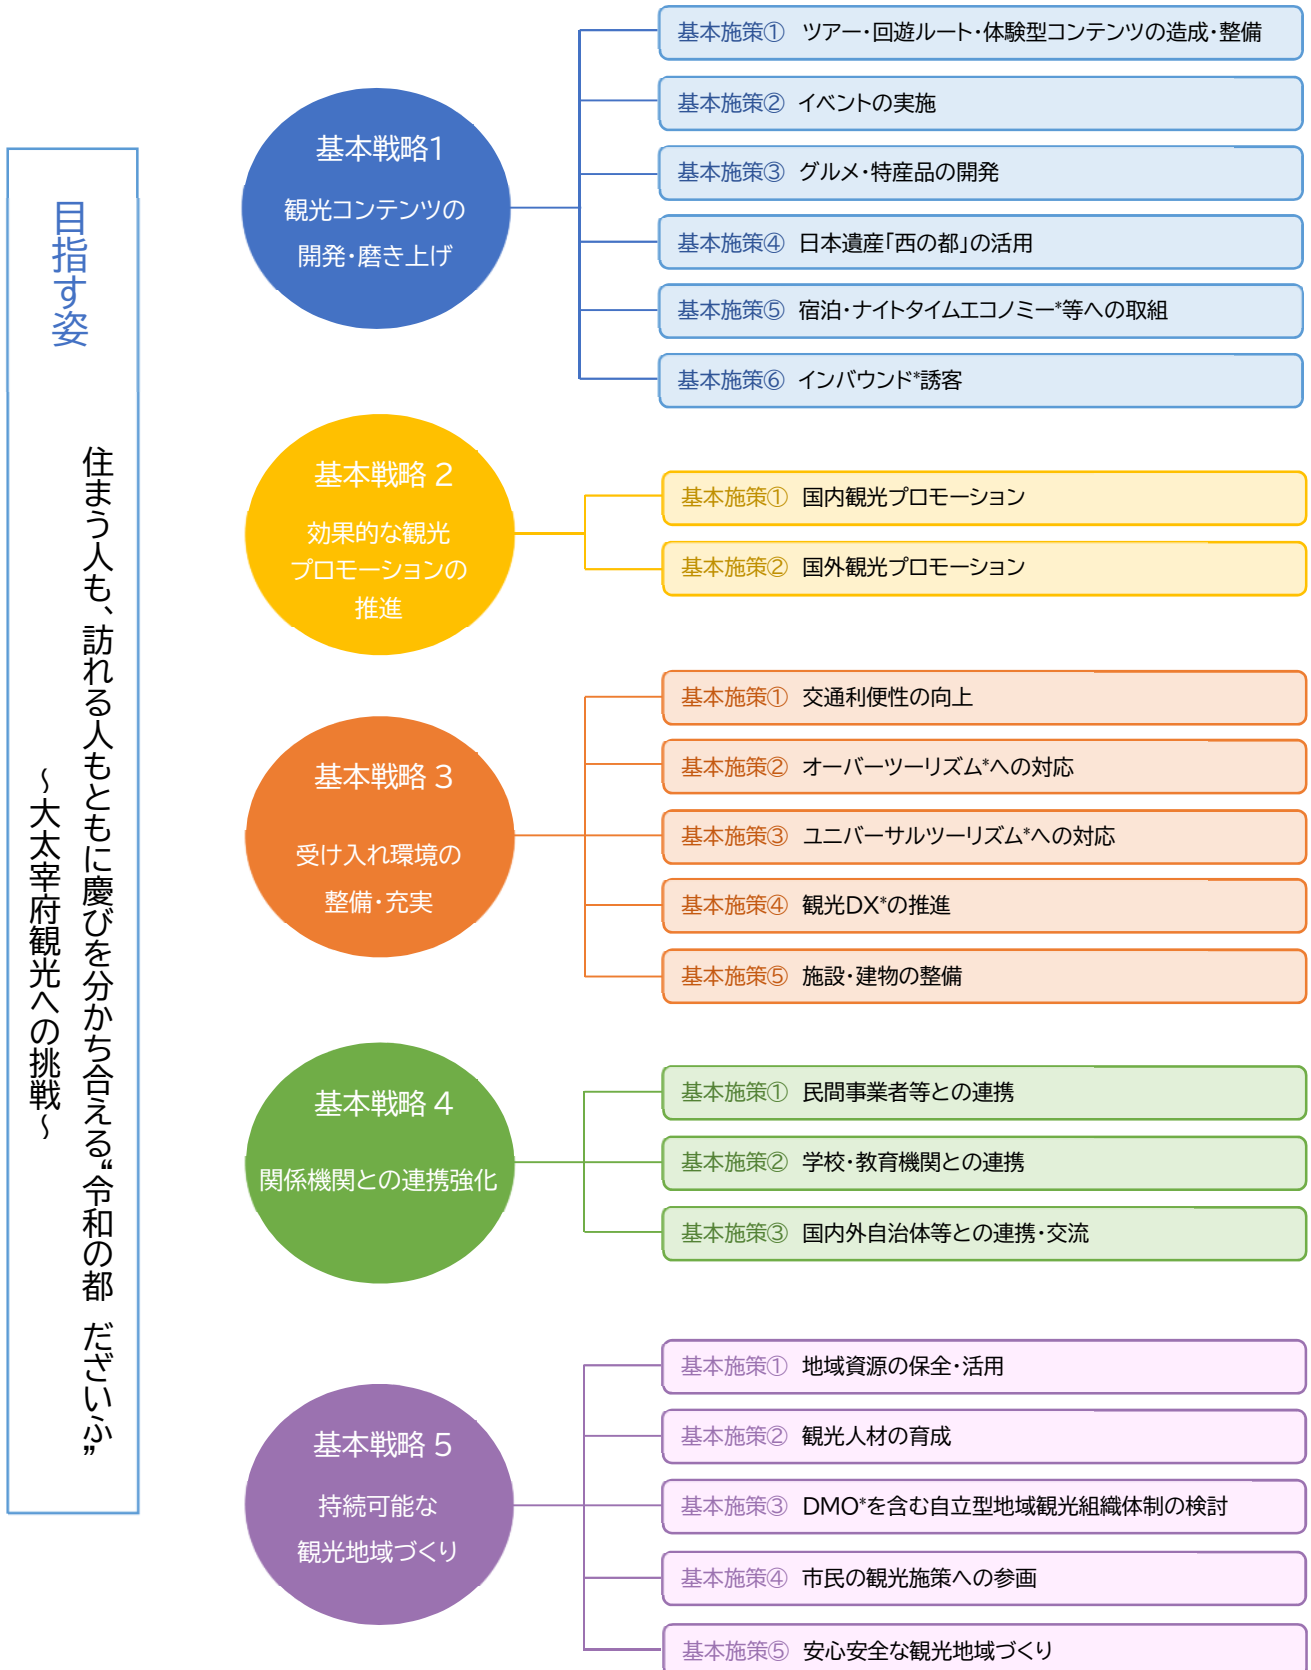 目指す姿
住まう人も、訪れる人もともに慶びを分かち合える“令和の都 だざいふ”
～大太宰府観光への挑戦～
基本戦略1
観光コンテンツの
開発・磨き上げ
基本施策① ツアー・回遊ルート・体験型コンテンツの造成・整備
基本施策② イベントの実施
基本施策③ グルメ・特産品の開発
基本施策④ 日本遺産「西の都」の活用
基本施策⑤ 宿泊・ナイトタイムエコノミー*等への取組
基本施策⑥ インバウンド*誘客
基本戦略 2
効果的な観光
プロモーションの
推進
基本施策① 国内観光プロモーション
基本施策② 国外観光プロモーション
基本戦略 3
受け入れ環境の
整備・充実
基本施策① 交通利便性の向上
基本施策② オーバーツーリズム*への対応
基本施策③ ユニバーサルツーリズム*への対応
基本施策④ 観光DX*の推進
基本施策⑤ 施設・建物の整備
基本戦略 4
関係機関との連携強化
基本施策① 民間事業者等との連携
基本施策② 学校・教育機関との連携
基本施策③ 国内外自治体等との連携・交流
基本戦略 5
持続可能な
観光地域づくり
基本施策① 地域資源の保全・活用
基本施策② 観光人材の育成
基本施策③ DMO*を含む自立型地域観光組織体制の検討
基本施策④ 市民の観光施策への参画
基本施策⑤ 安心安全な観光地域づくり